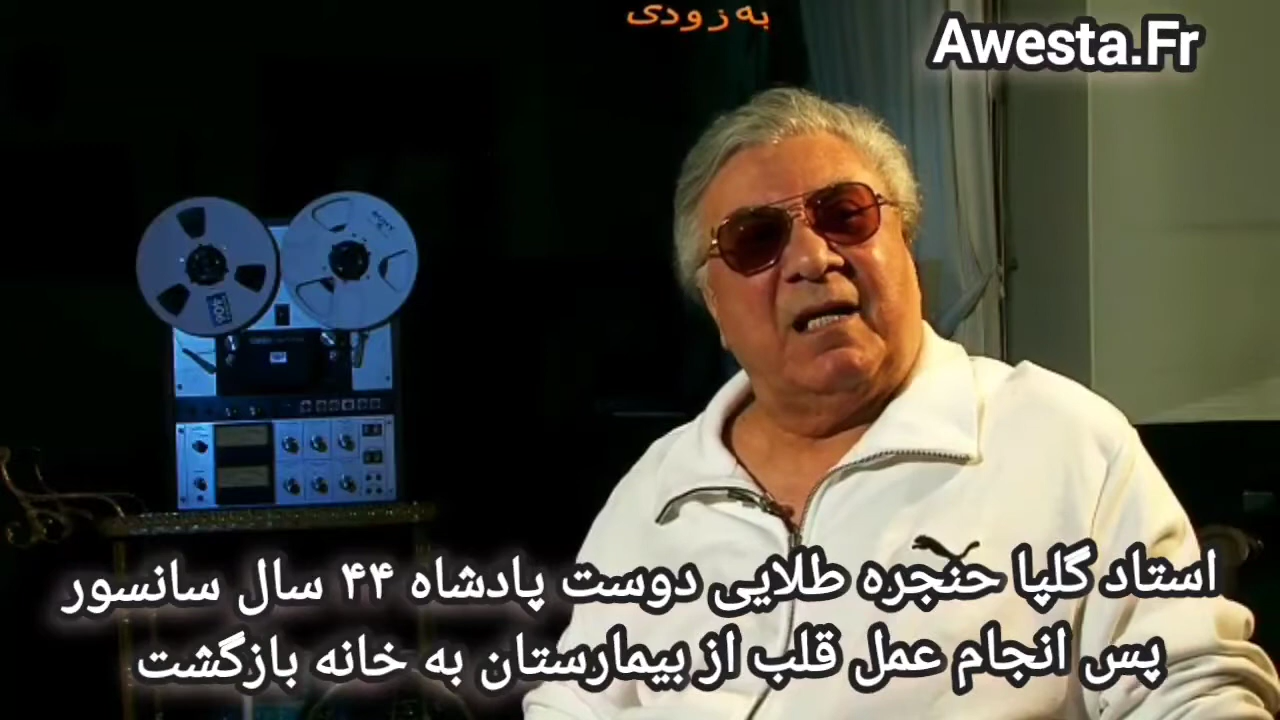 به زودی
Awesta.Fr
استاد گلپا حنجره طلایی دوست پادشاه ۴۴ سال سانسور
پس انجام عمل قلب از بیمارستان به خانه بازگشت